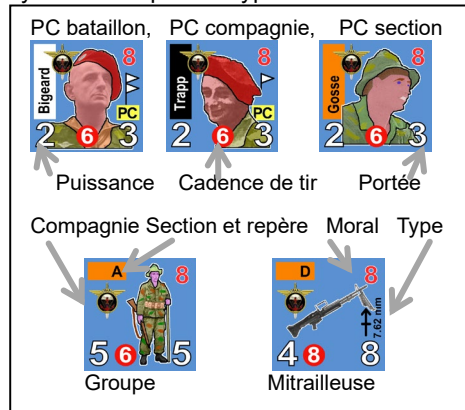 PC bataillon, PC compagnie, PC section
Bigeard 8 PC 2 6 3
Trapp 8 PC 2 6 3
Gosse 8 2 6 3
Puissance Cadence de tir Portée
Compagnie Section et repère Moral Type
A 8 5 6 5
D 8 7.62 mm 4 8 8
Groupe Mitrailleuse